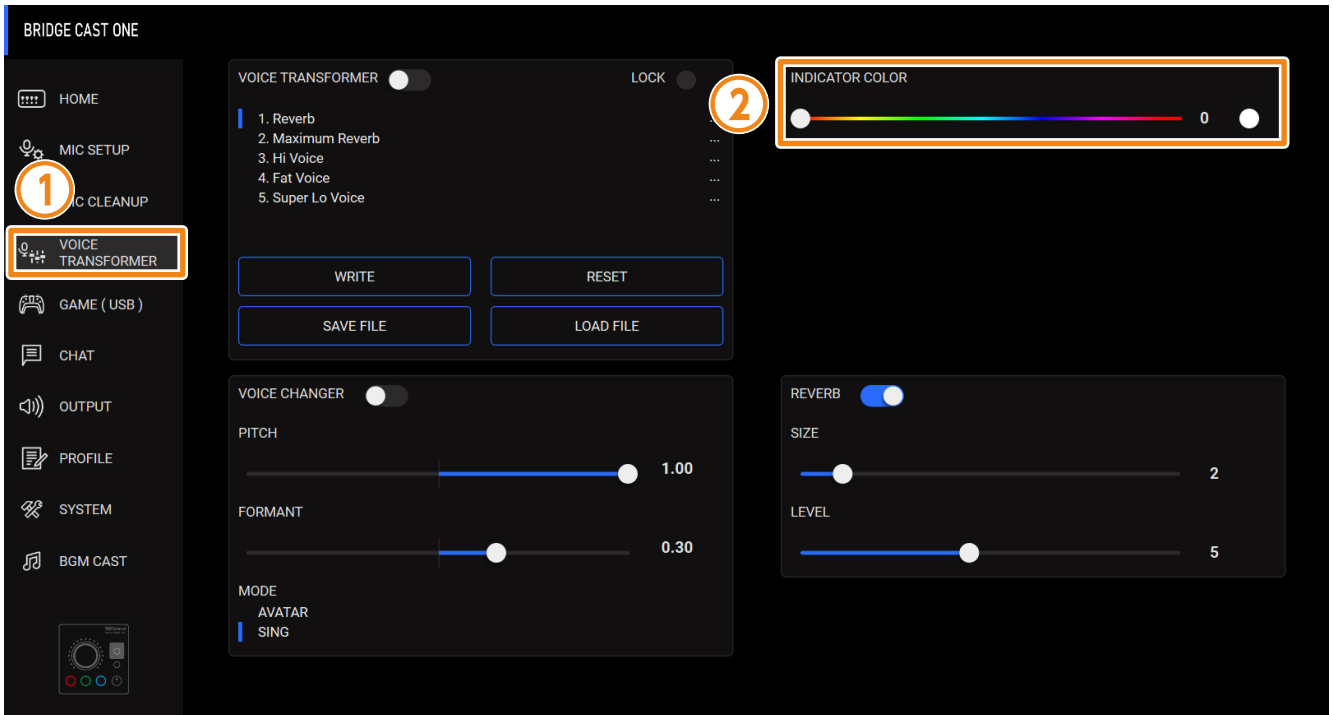 BRIDGE CAST ONE
HOME
MIC SETUP
1
IC CLEANUP
VOICE
TRANSFORMER
GAME ( USB )
CHAT
OUTPUT
PROFILE
SYSTEM
BGM CAST
VOICE TRANSFORMER
LOCK
1. Reverb ...
2. Maximum Reverb ...
3. Hi Voice ...
4. Fat Voice ...
5. Super Lo Voice ...
WRITE
RESET
SAVE FILE
LOAD FILE
2
INDICATOR COLOR
0
VOICE CHANGER
PITCH
1.00
FORMANT
0.30
MODE
AVATAR
SING
REVERB
SIZE
2
LEVEL
5